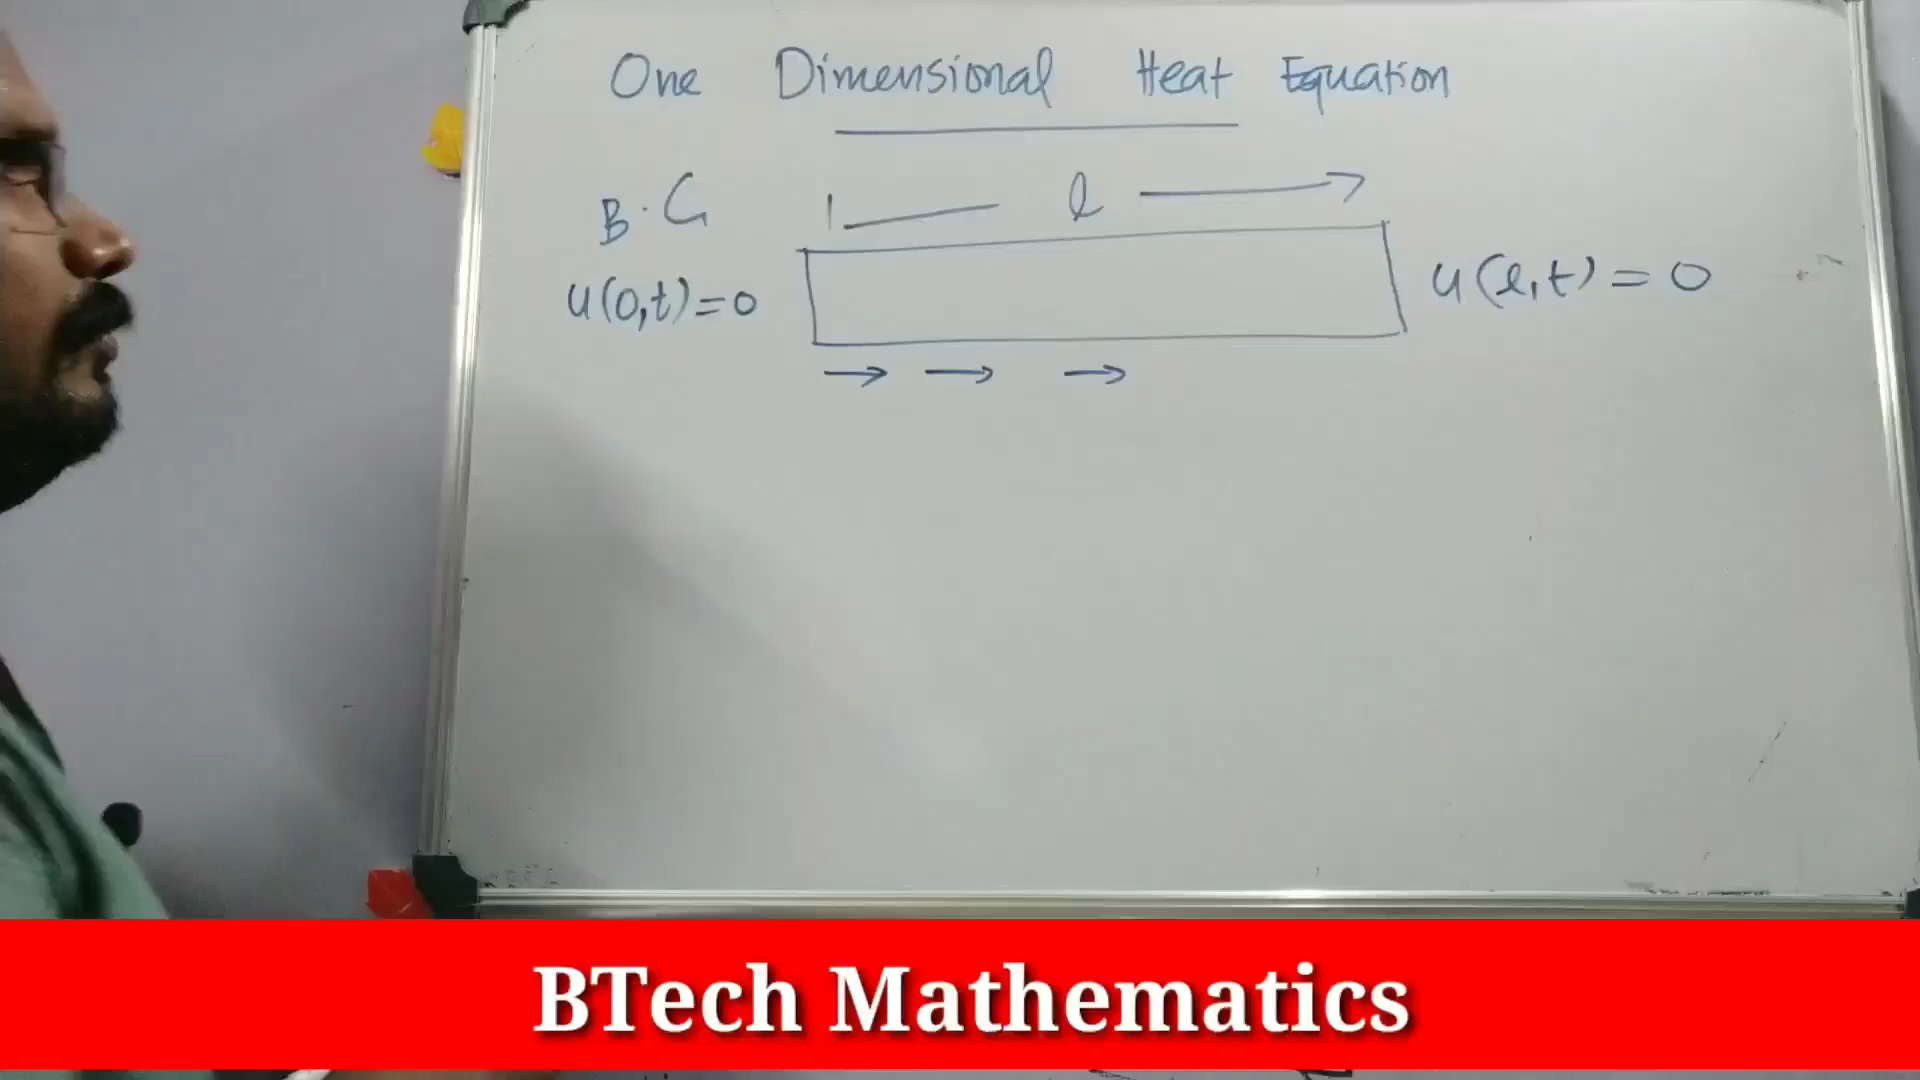 One Dimensional Heat Equation
B.C l
u(0,t)=0 u(l,t)=0
BTech Mathematics